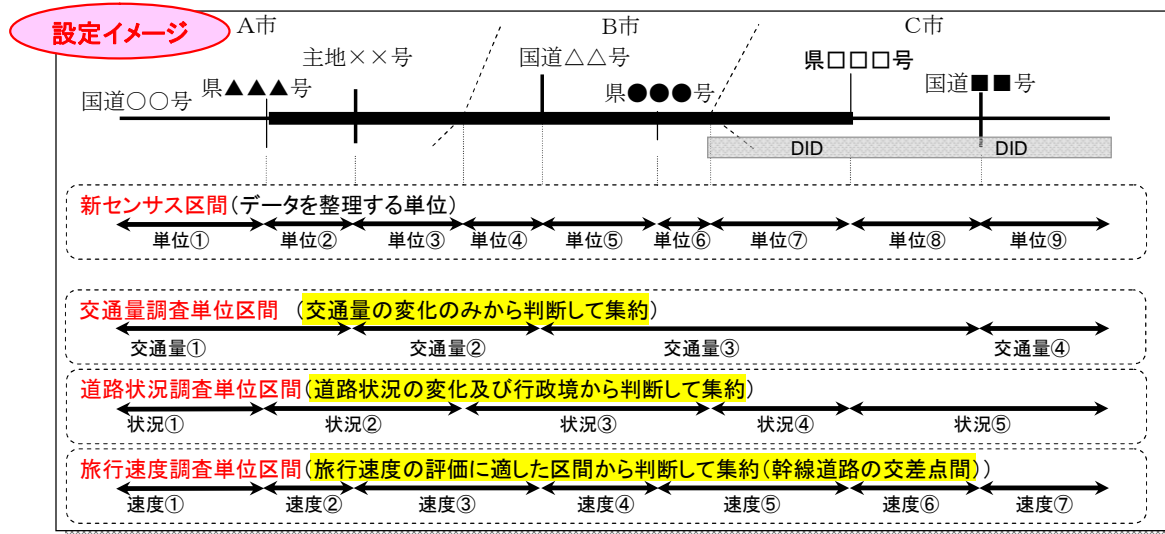 設定イメージ
A市
B市
C市
主地××号
国道△△号
県□□□号
国道○○号
県▲▲▲号
県●●●号
国道■■号
DID
DID
新センサス区間(データを整理する単位)
単位①
単位②
単位③
単位④
単位⑤
単位⑥
単位⑦
単位⑧
単位⑨
交通量調査単位区間 (交通量の変化のみから判断して集約)
交通量①
交通量②
交通量③
交通量④
道路状況調査単位区間(道路状況の変化及び行政境から判断して集約)
状況①
状況②
状況③
状況④
状況⑤
旅行速度調査単位区間(旅行速度の評価に適した区間から判断して集約(幹線道路の交差点間))
速度①
速度②
速度③
速度④
速度⑤
速度⑥
速度⑦